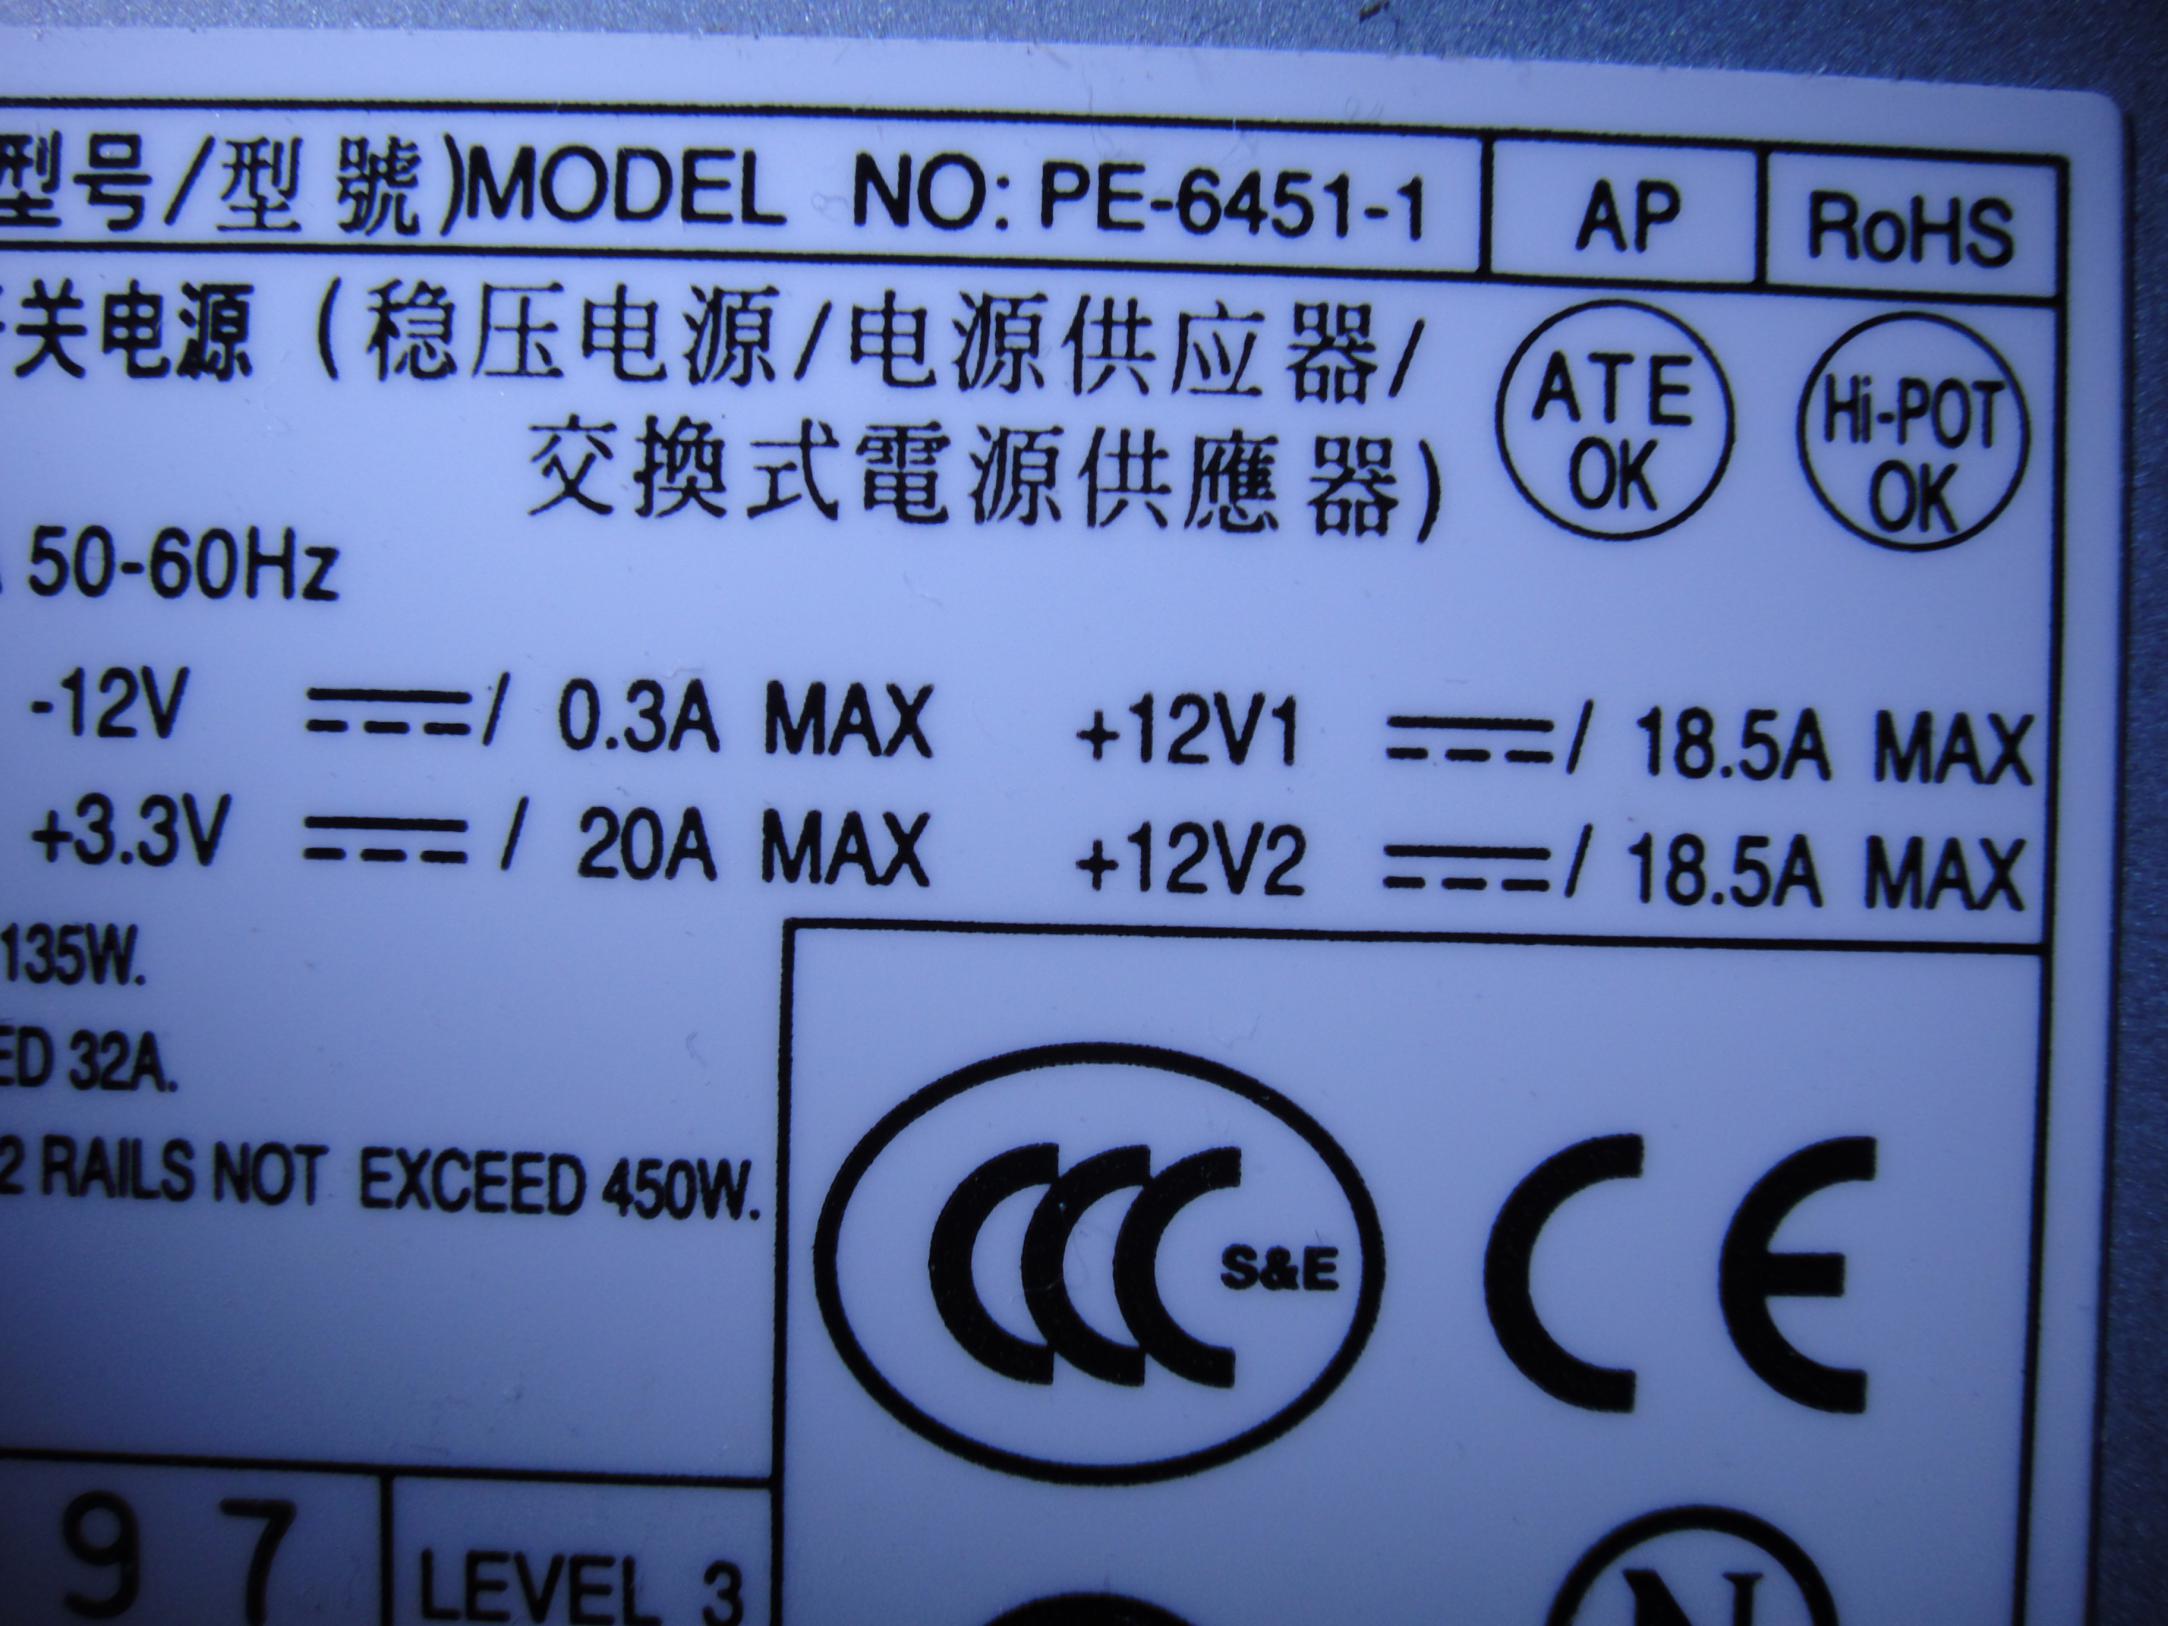 型号/型號)MODEL NO: PE-6451-1 AP RoHS
关电源（稳压电源/电源供应器/
交換式電源供應器)
ATE OK
Hi-POT OK
50-60Hz
-12V / 0.3A MAX +12V1 / 18.5A MAX
+3.3V / 20A MAX +12V2 / 18.5A MAX
135W.
32A.
2 RAILS NOT EXCEED 450W.
CCC S&E CE
97 LEVEL 3
N